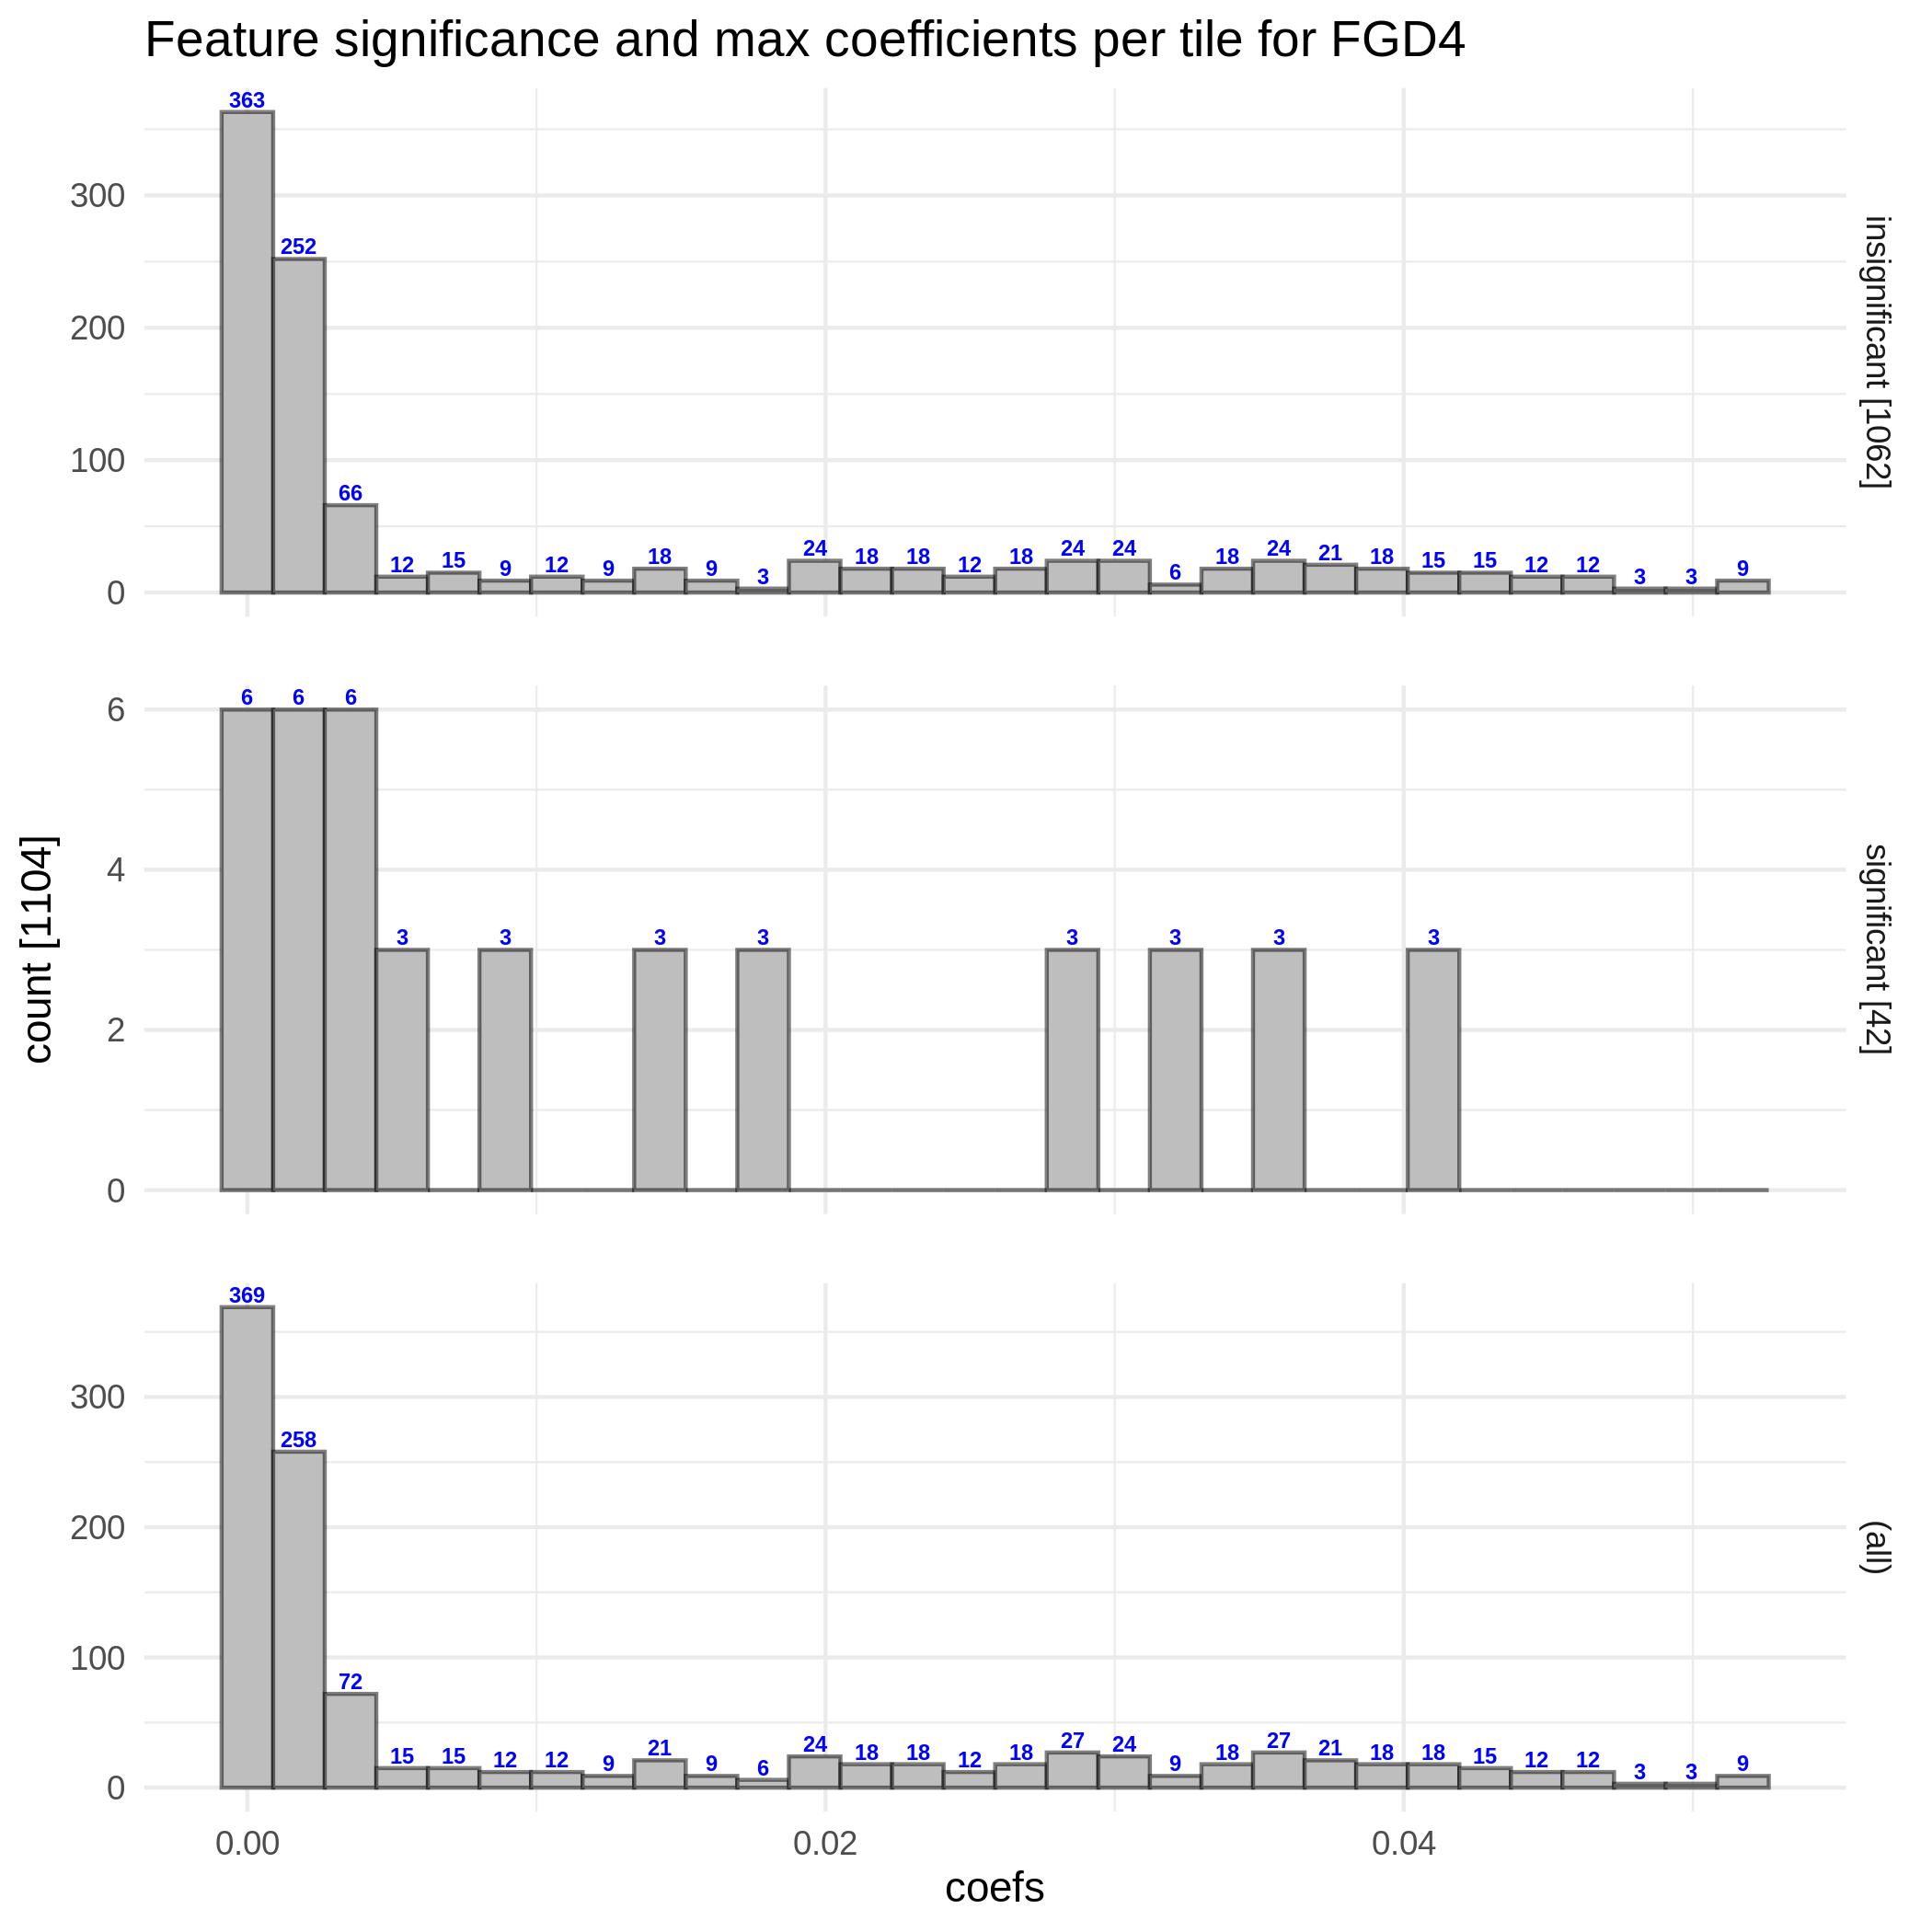 Feature significance and max coefficients per tile for FGD4
363
252
66
12 15 9 12 9 18 9 3 24 18 18 12 18 24 24 6 18 24 21 18 15 15 12 12 3 3 9
300
200
100
0
insignificant [1062]
6 6 6 3 3 3 3 3 3 3 3
6
4
2
0
significant [42]
count [1104]
369
258
72
15 15 12 12 9 21 9 6 24 18 18 12 18 27 24 9 18 27 21 18 18 15 12 12 3 3 9
300
200
100
0
(all)
0.00 0.02 0.04
coefs